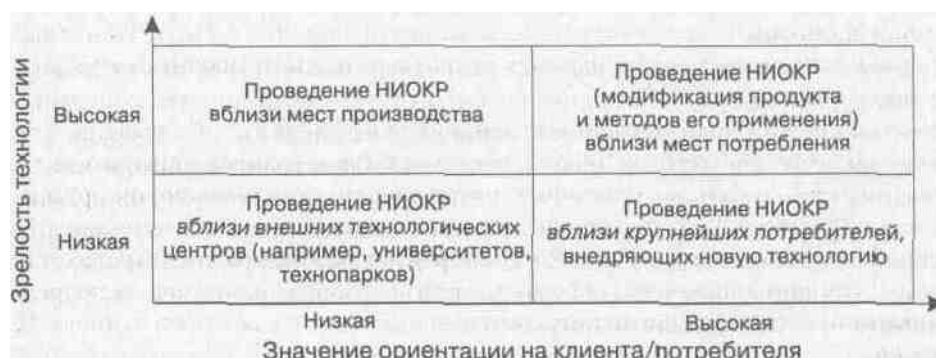 Зрелость технологии
Высокая
Проведение НИОКР
вблизи мест производства
Проведение НИОКР
(модификация продукта
и методов его применения)
вблизи мест потребления
Низкая
Проведение НИОКР
вблизи внешних технологических
центров (например, университетов,
технопарков)
Проведение НИОКР
вблизи крупнейших потребителей,
внедряющих новую технологию
Низкая
Высокая
Значение ориентации на клиента/потребителя